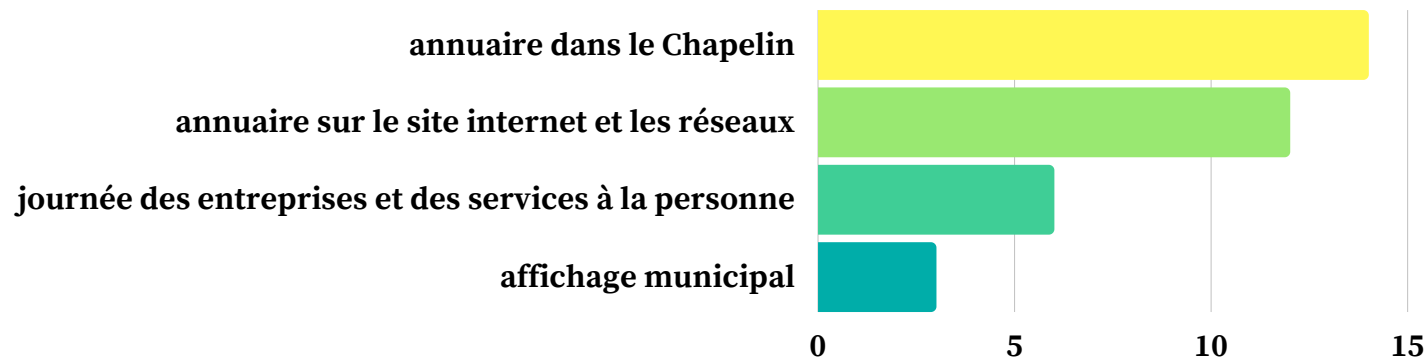 annuaire dans le Chapelin
annuaire sur le site internet et les réseaux
journée des entreprises et des services à la personne
affichage municipal
0 5 10 15